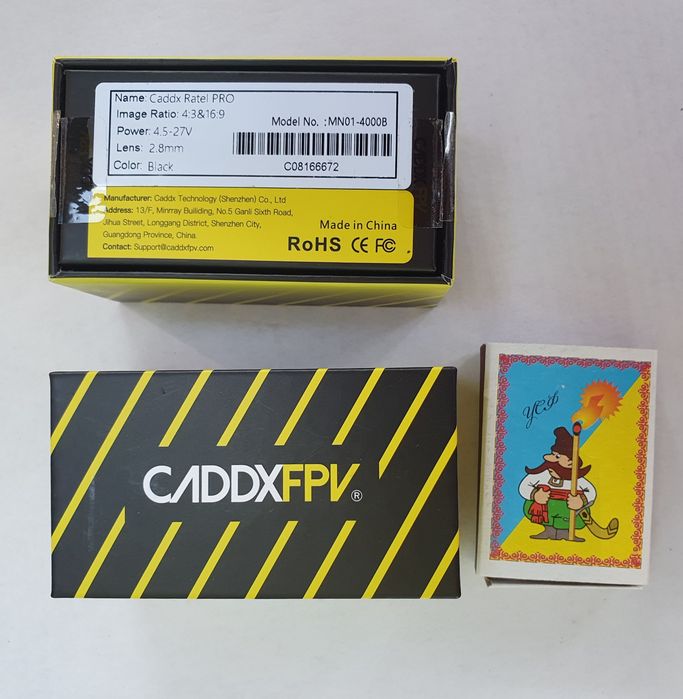 Name: Caddx Ratel PRO
Image Ratio: 4:3&16:9
Power: 4.5-27V
Lens: 2.8mm
Color: Black
Model No. :MN01-4000B
C08166672
Manufacturer: Caddx Technology (Shenzhen) Co., Ltd
Address: 13/F, Minrray Builiding, No.5 Ganli Sixth Road,
Jihua Street, Longgang District, Shenzhen City,
Guangdong Province, China.
Contact: Support@caddxfpv.com
Made in China
RoHS CE FC
FPV
CADDXFPV®
УСФ